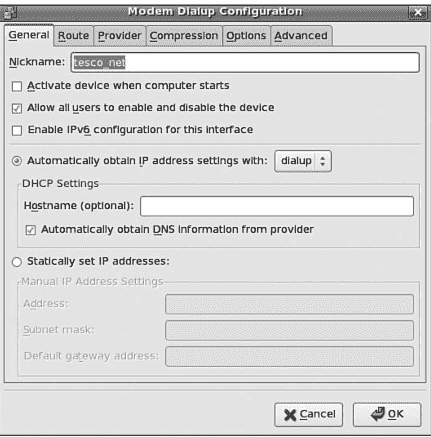 Modem Dialup Configuration
General Route Provider Compression Options Advanced
Nickname: tesco_net
Activate device when computer starts
Allow all users to enable and disable the device
Enable IPv6 configuration for this interface
Automatically obtain IP address settings with: dialup
DHCP Settings
Hostname (optional):
Automatically obtain DNS information from provider
Statically set IP addresses:
Manual IP Address Settings
Address:
Subnet mask:
Default gateway address:
Cancel OK